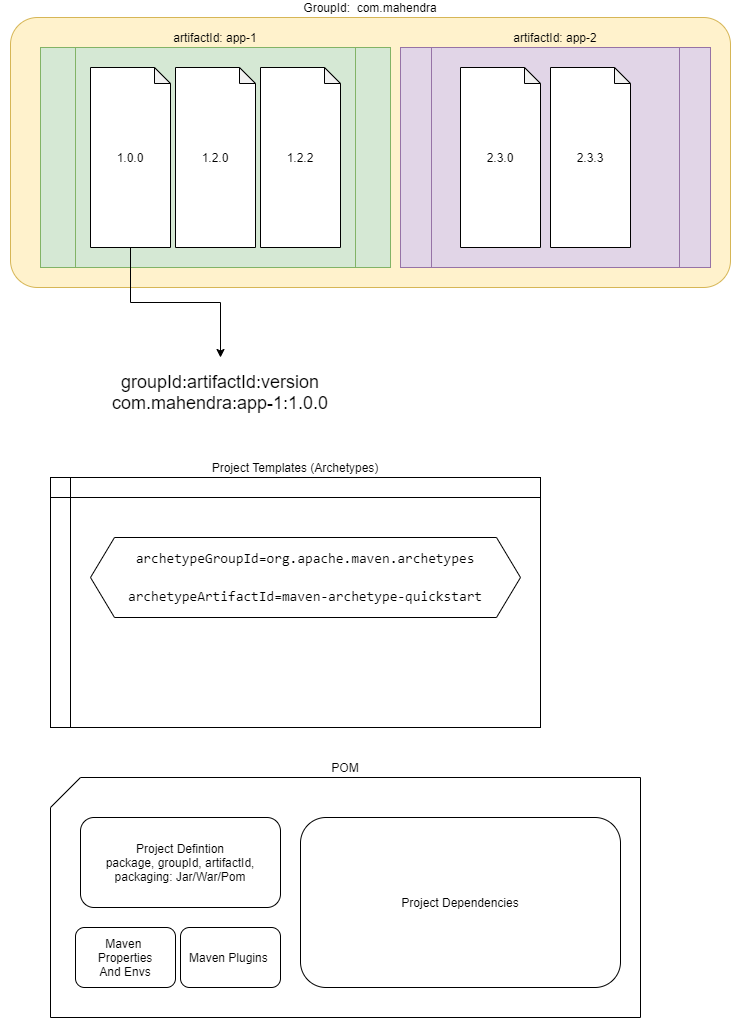 GroupId: com.mahendra
artifactId: app-1
artifactId: app-2
1.0.0
1.2.0
1.2.2
2.3.0
2.3.3
groupId:artifactId:version
com.mahendra:app-1:1.0.0
Project Templates (Archetypes)
archetypeGroupId=org.apache.maven.archetypes
archetypeArtifactId=maven-archetype-quickstart
POM
Project Defintion
package, groupId, artifactId,
packaging: Jar/War/Pom
Project Dependencies
Maven
Properties
And Envs
Maven Plugins